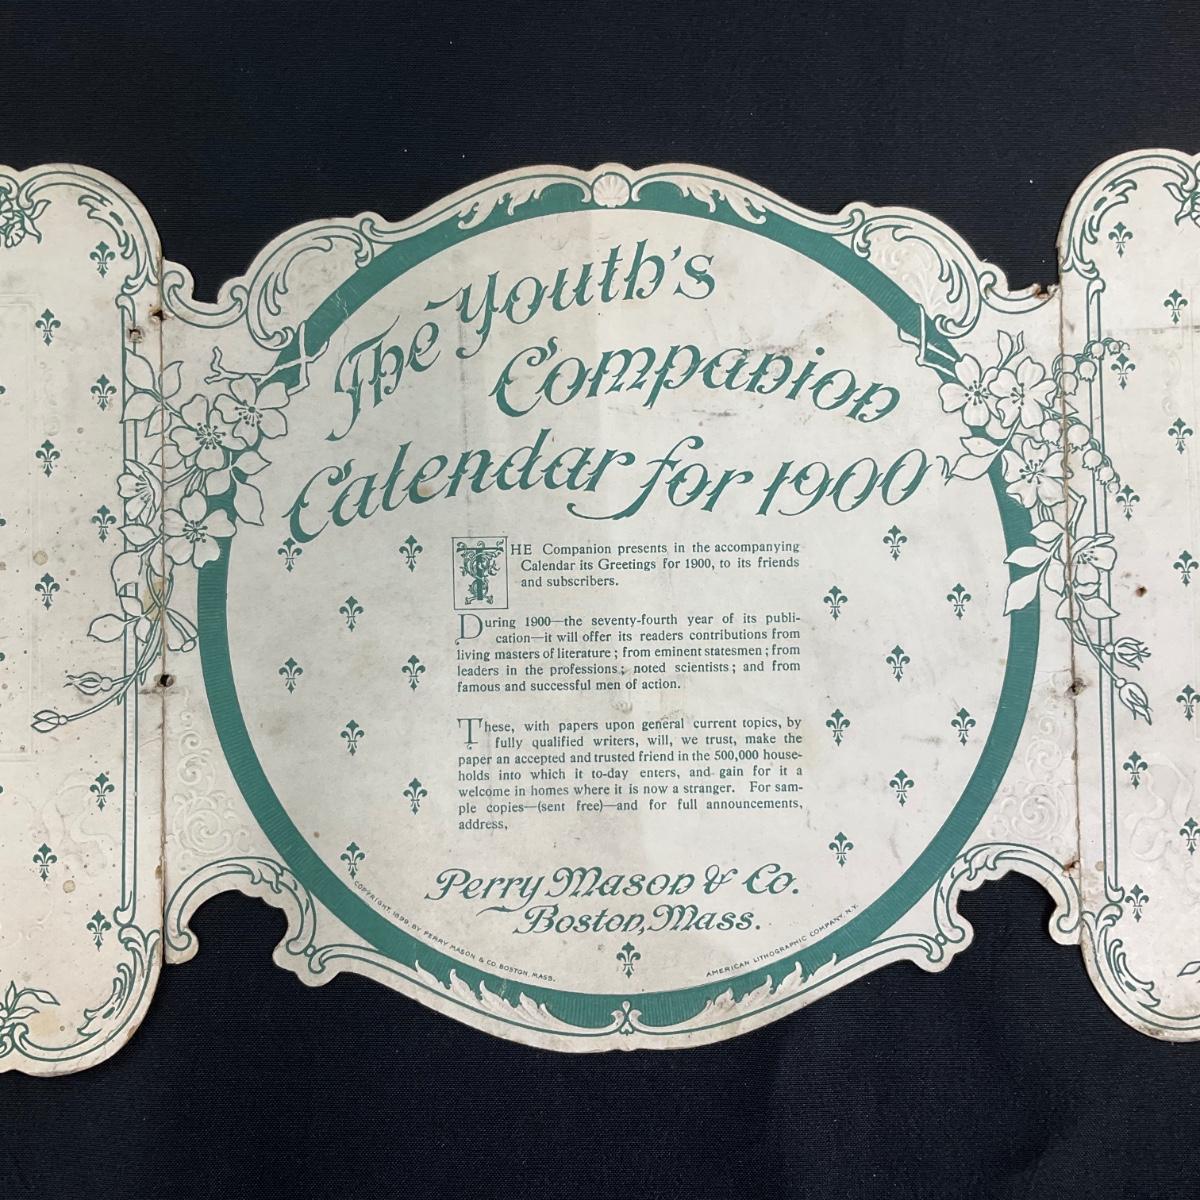 The Youth's
Companion
Calendar for 1900
THE Companion presents in the accompanying
Calendar its Greetings for 1900, to its friends
and subscribers.
During 1900—the seventy-fourth year of its publi-
cation—it will offer its readers contributions from
living masters of literature; from eminent statesmen; from
leaders in the professions; noted scientists; and from
famous and successful men of action.
These, with papers upon general current topics, by
fully qualified writers, will, we trust, make the
paper an accepted and trusted friend in the 500,000 house-
holds into which it to-day enters, and gain for it a
welcome in homes where it is now a stranger. For sam-
ple copies—(sent free)—and for full announcements,
address,
Perry Mason & Co.
Boston, Mass.
COPYRIGHT, 1899, BY PERRY MASON & CO. BOSTON, MASS.
AMERICAN LITHOGRAPHIC COMPANY, N.Y.